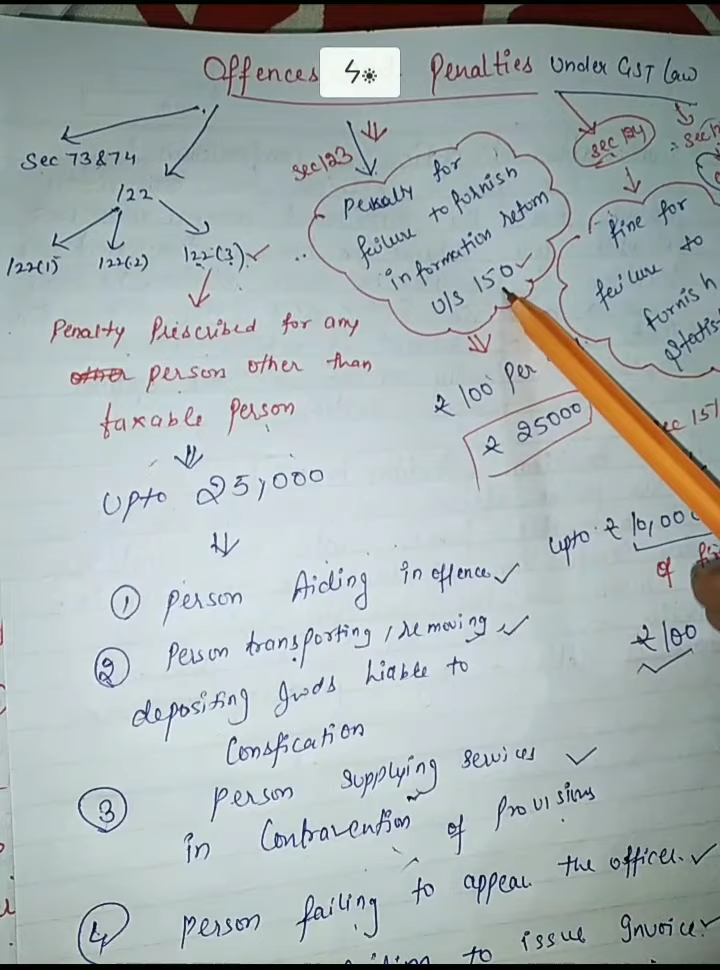 Offences Penalties Under GST Law
Sec 73&74
122
122(1) 122(2) 122(3)
Penalty Priscribed for any
other person other than
taxable person
upto 25,000
① person Aiding in offence
② Person transporting, removing
depositing goods liable to
Consfication
③ person supplying services
in Contravention of Provisions
④ person failing to appear the officer.
to issue Invoice
sec 123
penalty for
failure to furnish
information return
U/S 150
₹ 100 Per
₹ 25000
sec 124
fine for
failure to
furnish
upto ₹ 10,000
of
₹ 100